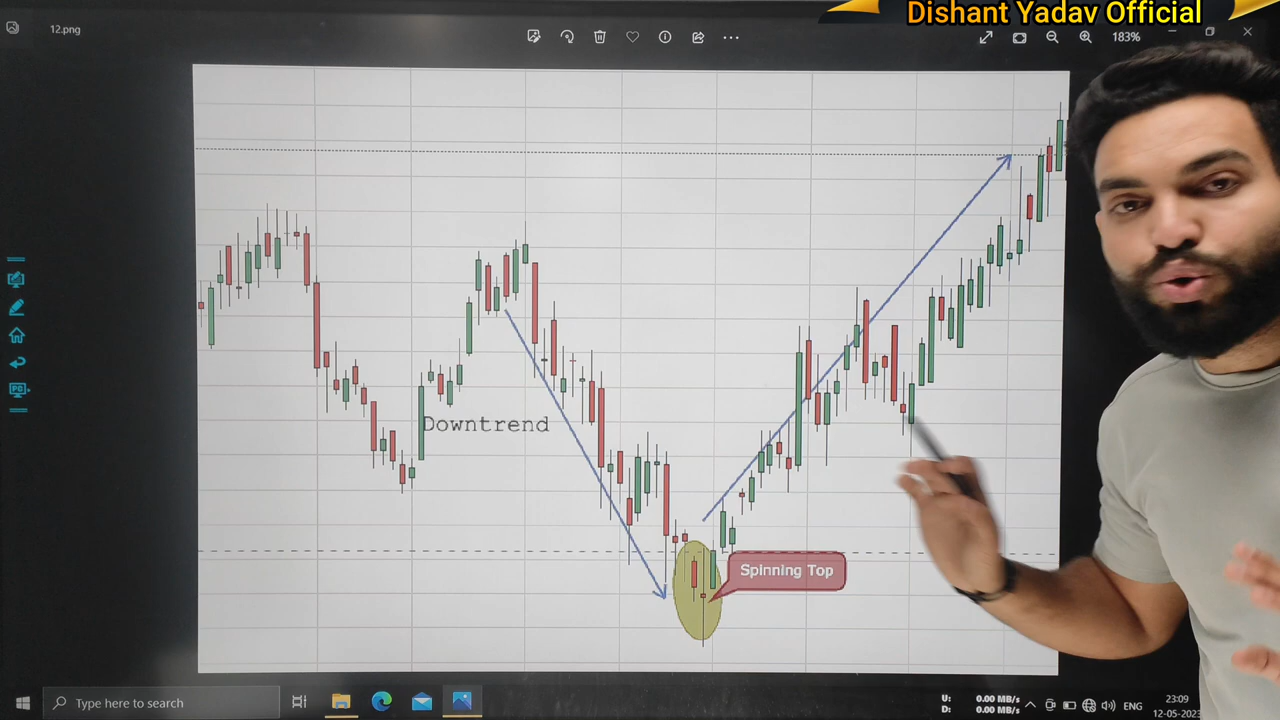 Dishant Yadav Official
12.png
183%
Downtrend
Spinning Top
PC
Type here to search
U: 0.00 MB/s
D: 0.00 MB/s
ENG
23:09
12-05-2023